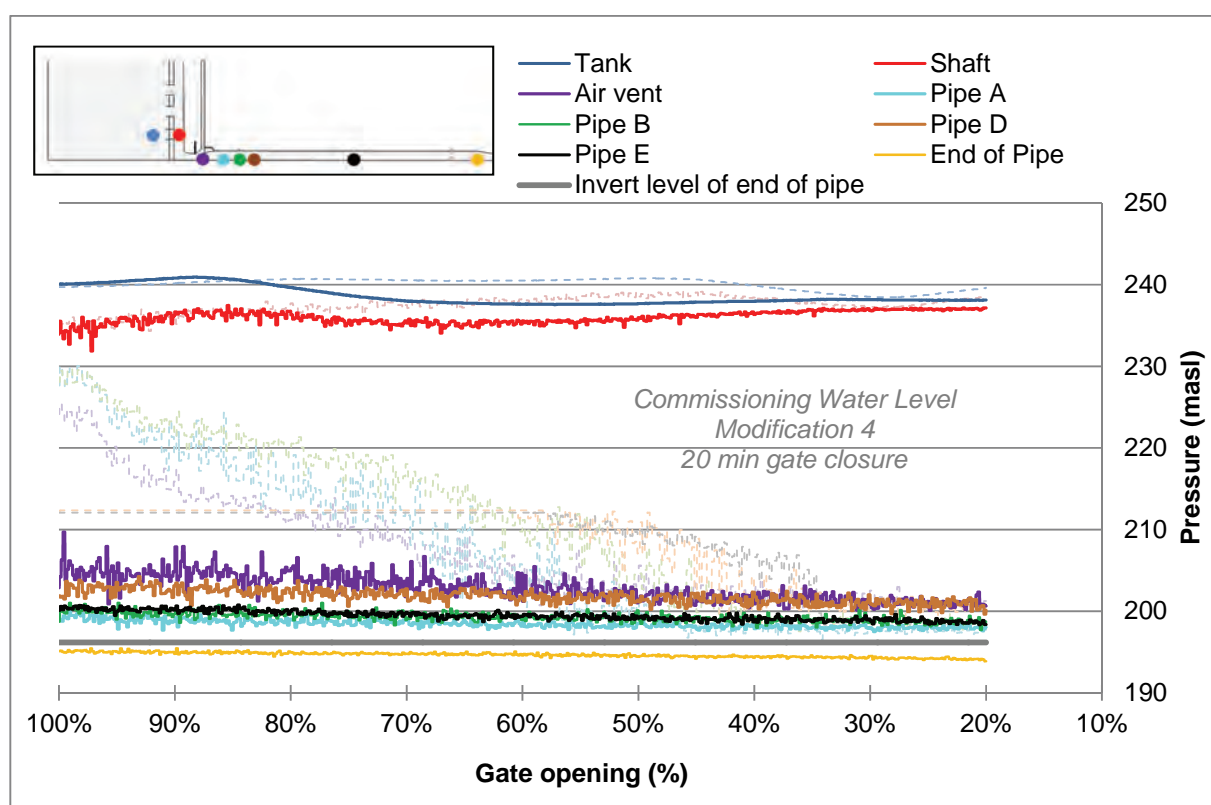 Tank
Shaft
Air vent
Pipe A
Pipe B
Pipe D
Pipe E
End of Pipe
Invert level of end of pipe
250
240
230
220
210
200
190
Pressure (masl)
Commissioning Water Level
Modification 4
20 min gate closure
100%
90%
80%
70%
60%
50%
40%
30%
20%
10%
Gate opening (%)